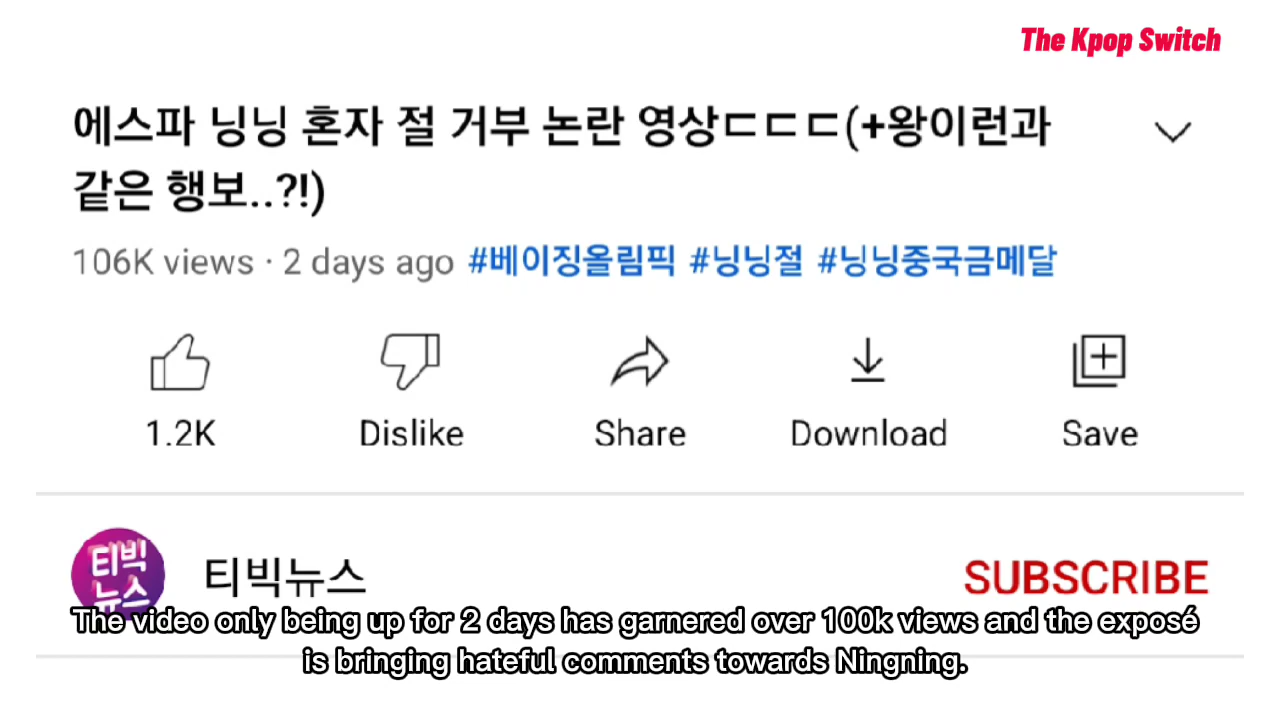 The Kpop Switch
에스파 닝닝 혼자 절 거부 논란 영상ㄷㄷㄷ(+왕이런과
같은 행보..?!)
106K views · 2 days ago #베이징올림픽 #닝닝절 #닝닝중국금메달
1.2K Dislike Share Download Save
티빅
뉴스
티빅뉴스 SUBSCRIBE
The video only being up for 2 days has garnered over 100k views and the exposé
is bringing hateful comments towards Ningning.